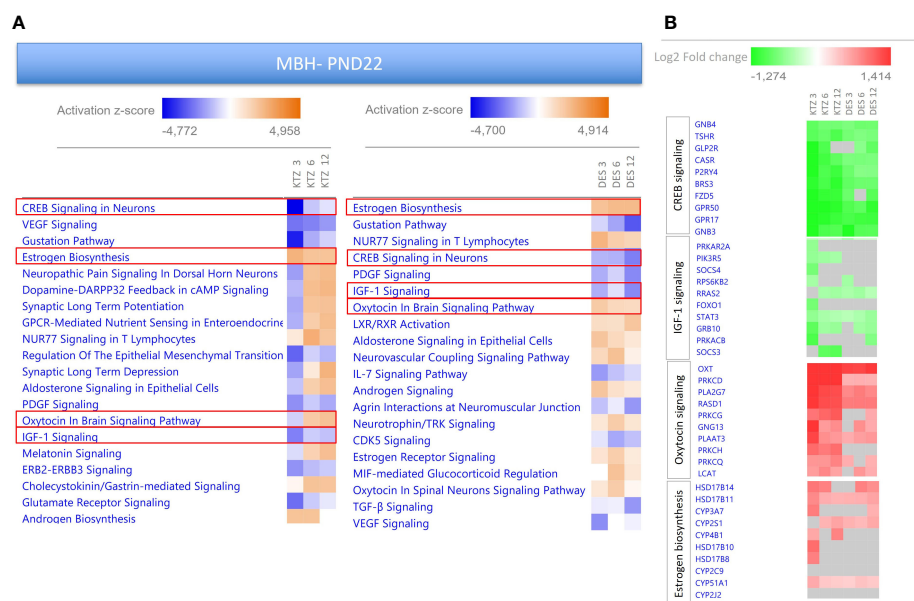 A
MBH- PND22
Activation z-score
-4,772
4,958
KTZ 3
KTZ 6
KTZ 12
CREB Signaling in Neurons
VEGF Signaling
Gustation Pathway
Estrogen Biosynthesis
Neuropathic Pain Signaling In Dorsal Horn Neurons
Dopamine-DARPP32 Feedback in cAMP Signaling
Synaptic Long Term Potentiation
GPCR-Mediated Nutrient Sensing in Enteroendocrine
NUR77 Signaling in T Lymphocytes
Regulation Of The Epithelial Mesenchymal Transition
Synaptic Long Term Depression
Aldosterone Signaling in Epithelial Cells
PDGF Signaling
Oxytocin In Brain Signaling Pathway
IGF-1 Signaling
Melatonin Signaling
ERB2-ERBB3 Signaling
Cholecystokinin/Gastrin-mediated Signaling
Glutamate Receptor Signaling
Androgen Biosynthesis
Activation z-score
-4,700
4,914
DES 3
DES 6
DES 12
Estrogen Biosynthesis
Gustation Pathway
NUR77 Signaling in T Lymphocytes
CREB Signaling in Neurons
PDGF Signaling
IGF-1 Signaling
Oxytocin In Brain Signaling Pathway
LXR/RXR Activation
Aldosterone Signaling in Epithelial Cells
Neurovascular Coupling Signaling Pathway
IL-7 Signaling Pathway
Androgen Signaling
Agrin Interactions at Neuromuscular Junction
Neurotrophin/TRK Signaling
CDK5 Signaling
Estrogen Receptor Signaling
MIF-mediated Glucocorticoid Regulation
Oxytocin In Spinal Neurons Signaling Pathway
TGF-β Signaling
VEGF Signaling
B
Log2 Fold change
-1,274
1,414
KTZ 3
KTZ 6
KTZ 12
DES 3
DES 6
DES 12
CREB signaling
GNB4
TSHR
GLP2R
CASR
P2RY4
BRS3
FZD5
GPR50
GPR17
GNB3
IGF-1 signaling
PRKAR2A
PIK3R5
SOCS4
RPS6KB2
RRAS2
FOXO1
STAT3
GRB10
PRKACB
SOCS3
Oxytocin signaling
OXT
PRKCD
PLA2G7
RASD1
PRKCG
GNG13
PLAAT3
PRKCH
PRKCQ
LCAT
Estrogen biosynthesis
HSD17B14
HSD17B11
CYP3A7
CYP2S1
CYP4B1
HSD17B10
HSD17B8
CYP2C9
CYP51A1
CYP2J2